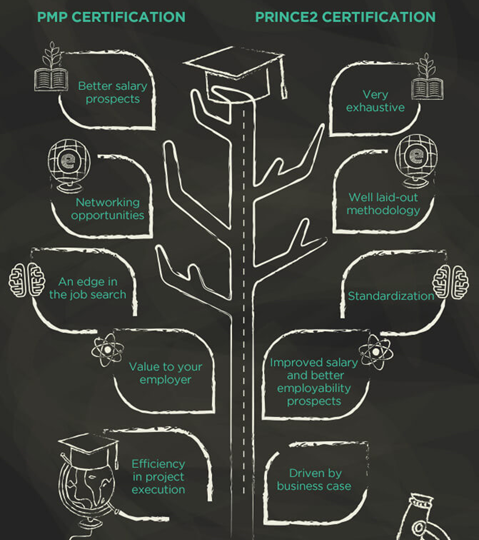 PMP CERTIFICATION
PRINCE2 CERTIFICATION
Better salary
prospects
Very
exhaustive
e
e
Networking
opportunities
Well laid-out
methodology
An edge in
the job search
Standardization
Value to your
employer
Improved salary
and better
employability
prospects
Efficiency
in project
execution
Driven by
business case